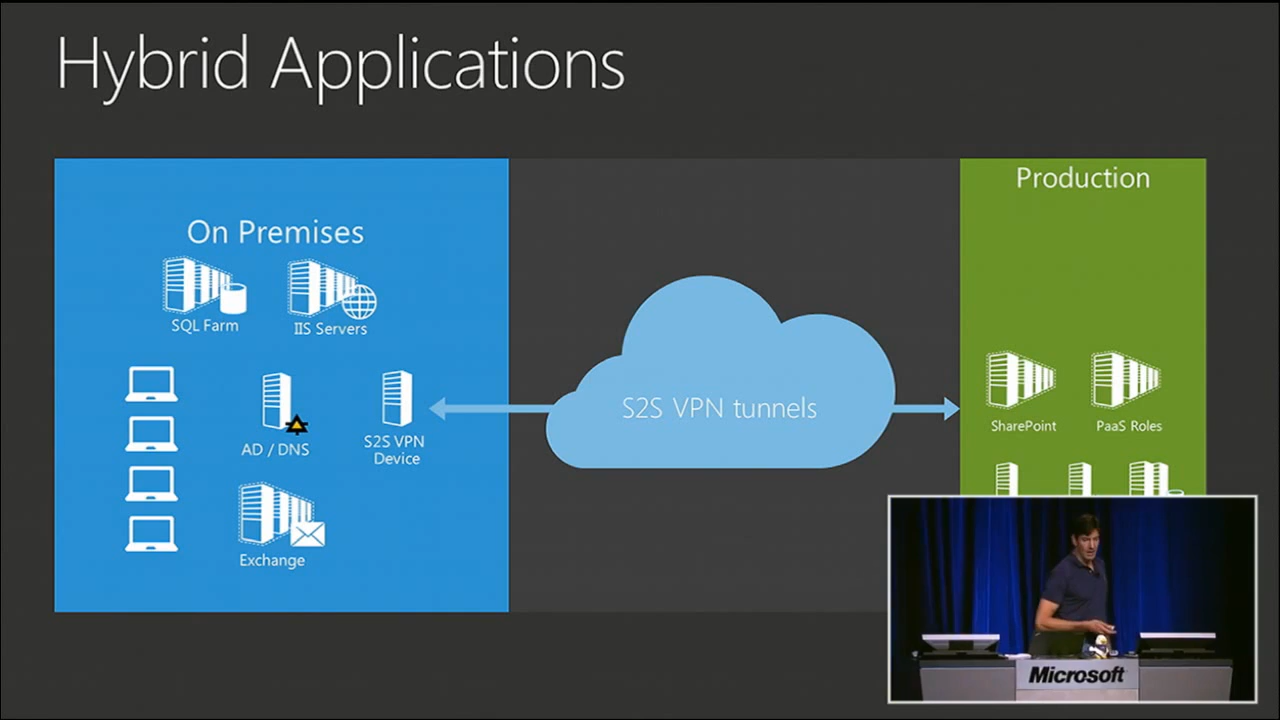 Hybrid Applications
On Premises
SQL Farm
IIS Servers
AD / DNS
S2S VPN
Device
Exchange
S2S VPN tunnels
Production
SharePoint
PaaS Roles
Microsoft